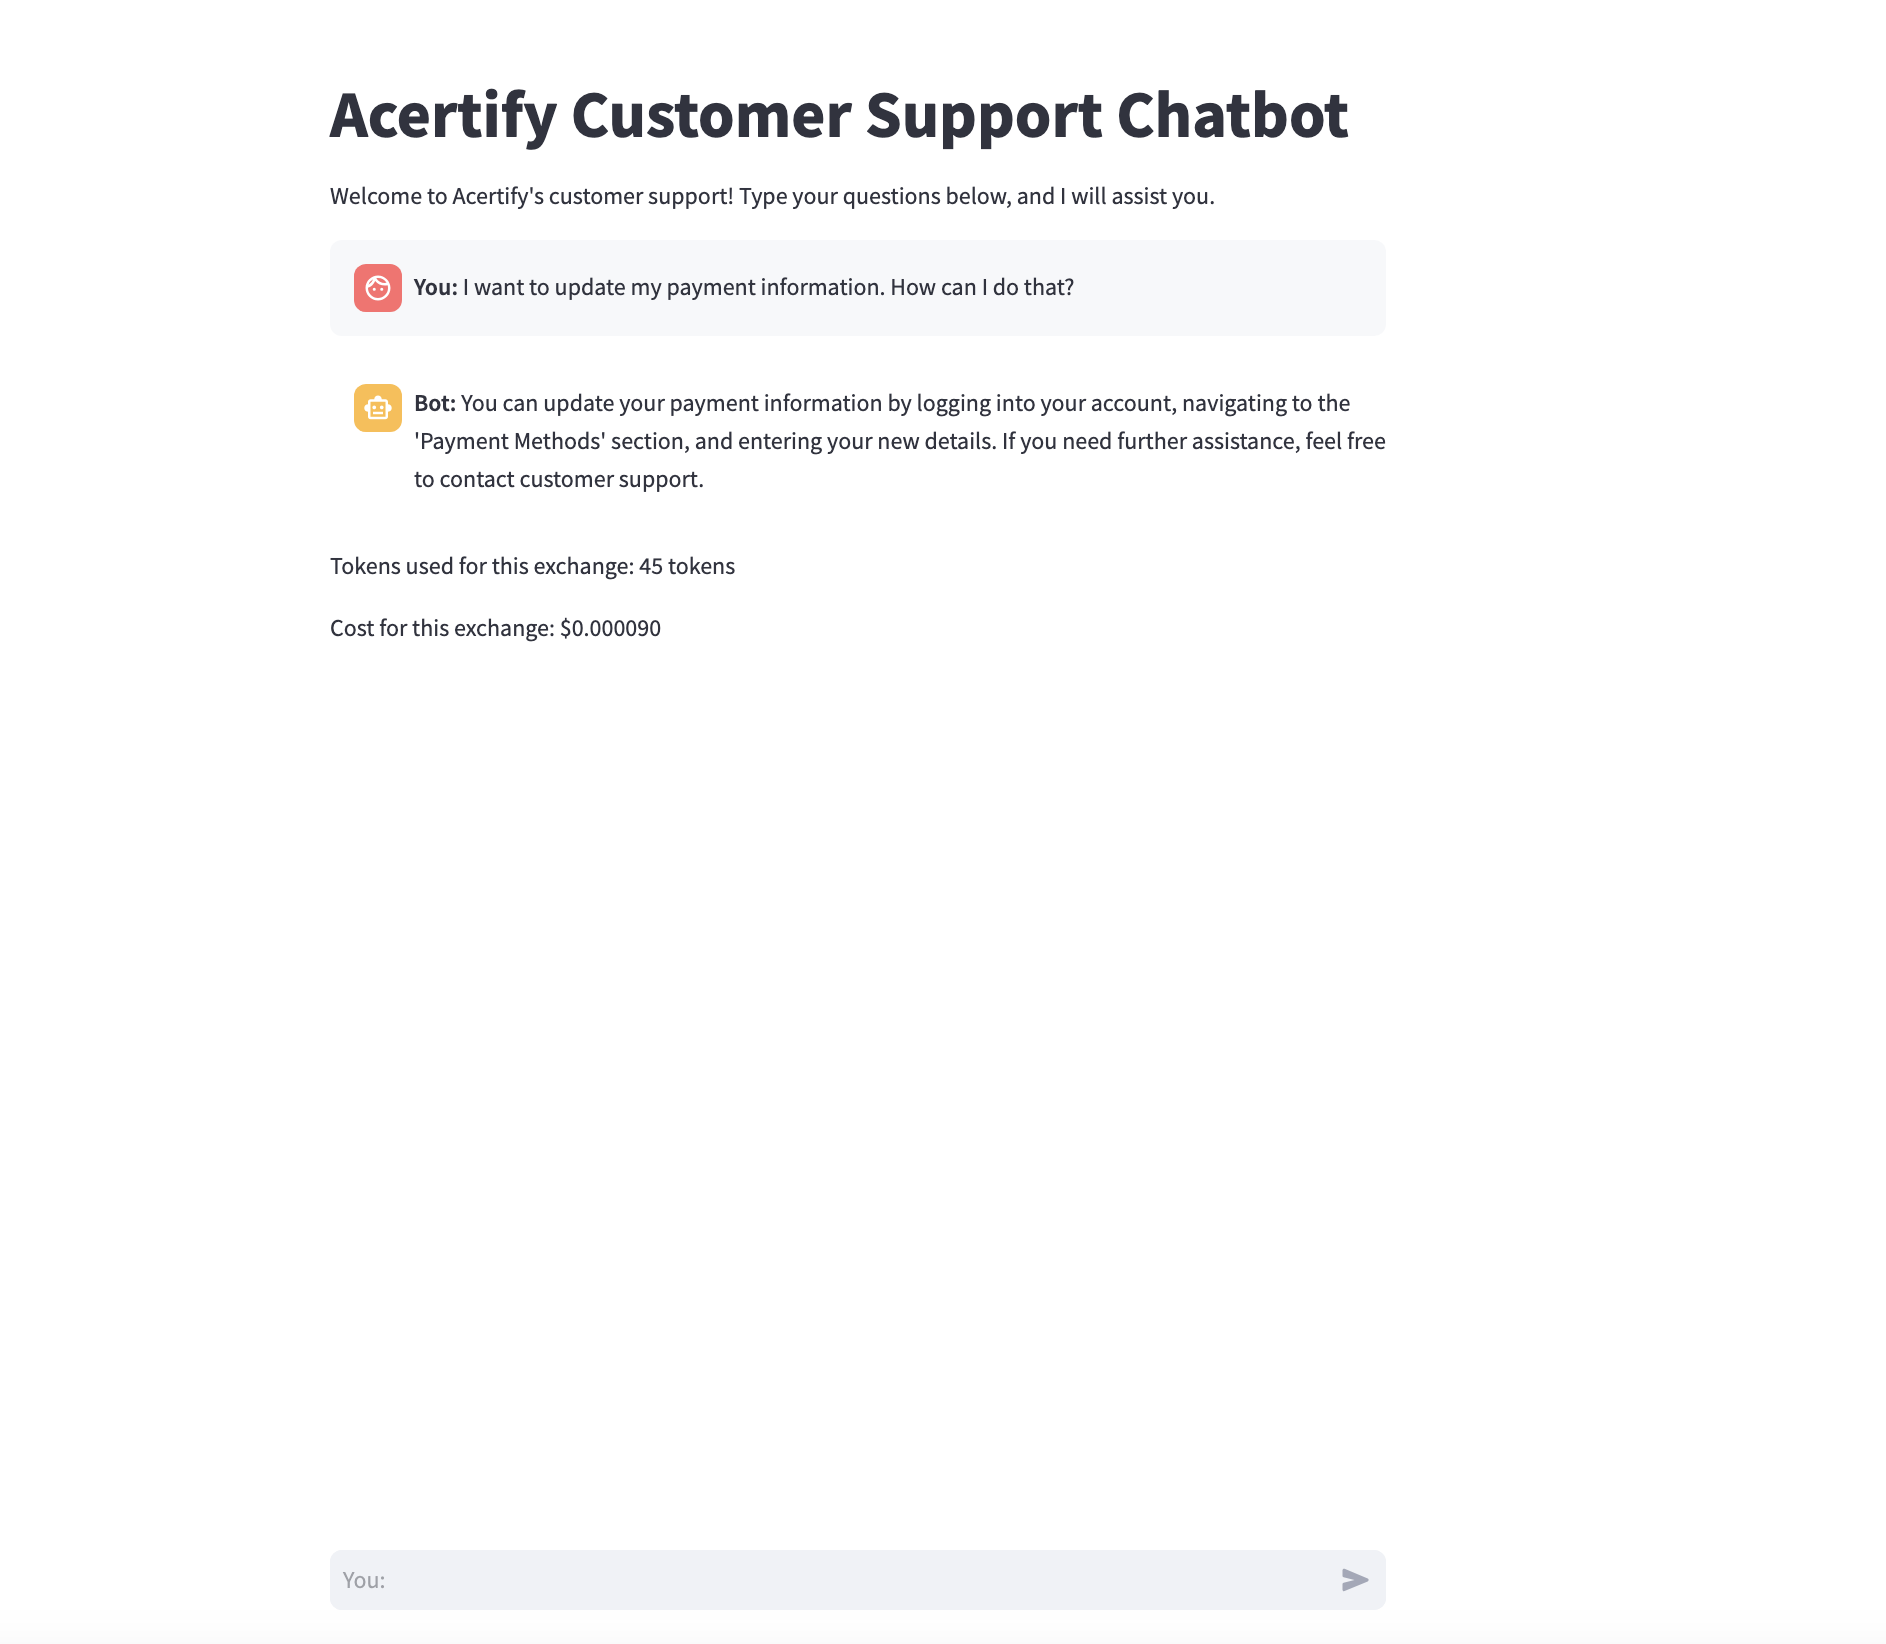 Acertify Customer Support Chatbot
Welcome to Acertify's customer support! Type your questions below, and I will assist you.
You: I want to update my payment information. How can I do that?
Bot: You can update your payment information by logging into your account, navigating to the
'Payment Methods' section, and entering your new details. If you need further assistance, feel free
to contact customer support.
Tokens used for this exchange: 45 tokens
Cost for this exchange: $0.000090
You: